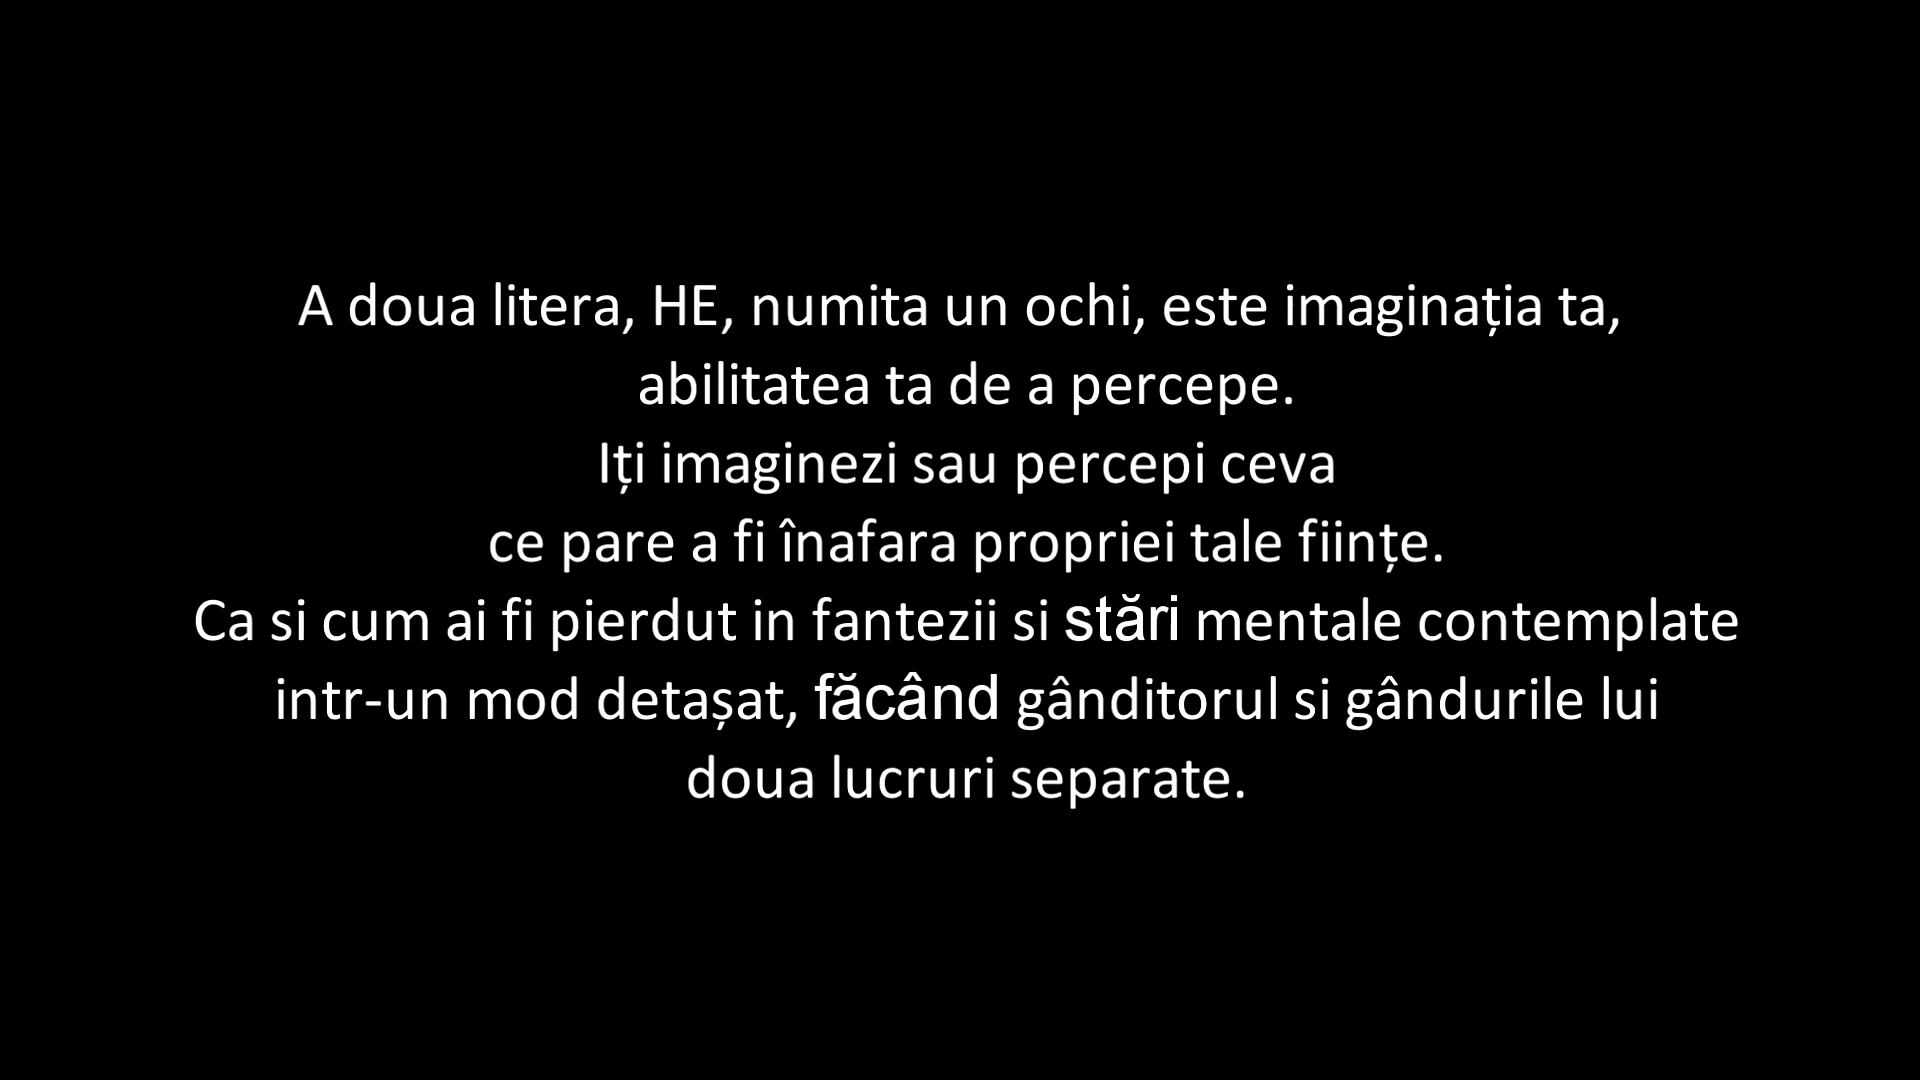 A doua litera, HE, numita un ochi, este imaginația ta,
abilitatea ta de a percepe.
Iți imaginezi sau percepi ceva
ce pare a fi înafara propriei tale ființe.
Ca si cum ai fi pierdut in fantezii si stări mentale contemplate
intr-un mod detașat, făcând gânditorul si gândurile lui
doua lucruri separate.